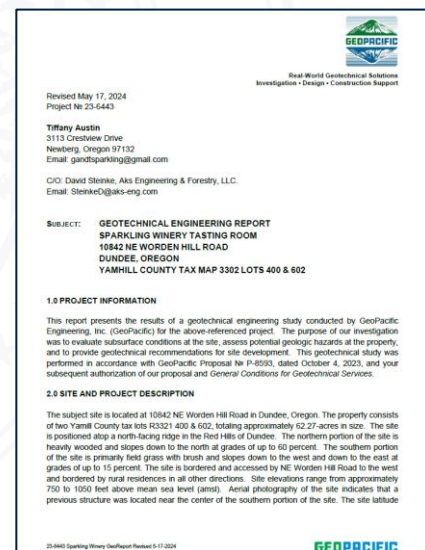 GEOPACIFIC
Real-World Geotechnical Solutions
Investigation • Design • Construction Support
Revised May 17, 2024
Project № 23-6443
Tiffany Austin
3113 Crestview Drive
Newberg, Oregon 97132
Email: gandtsparkling@gmail.com
C/O: David Steinke, Aks Engineering & Forestry, LLC.
Email: SteinkeD@aks-eng.com
SUBJECT: GEOTECHNICAL ENGINEERING REPORT
SPARKLING WINERY TASTING ROOM
10842 NE WORDEN HILL ROAD
DUNDEE, OREGON
YAMHILL COUNTY TAX MAP 3302 LOTS 400 & 602
1.0 PROJECT INFORMATION
This report presents the results of a geotechnical engineering study conducted by GeoPacific
Engineering, Inc. (GeoPacific) for the above-referenced project. The purpose of our investigation
was to evaluate subsurface conditions at the site, assess potential geologic hazards at the property,
and to provide geotechnical recommendations for site development. This geotechnical study was
performed in accordance with GeoPacific Proposal № P-8593, dated October 4, 2023, and your
subsequent authorization of our proposal and General Conditions for Geotechnical Services.
2.0 SITE AND PROJECT DESCRIPTION
The subject site is located at 10842 NE Worden Hill Road in Dundee, Oregon. The property consists
of two Yamill County tax lots R3321 400 & 602, totaling approximately 62.27-acres in size. The
site is positioned atop a north-facing ridge in the Red Hills of Dundee. The northern portion of the site is
heavily wooded and slopes down to the north at grades of up to 60 percent. The southern portion
of the site is primarily field grass with brush and slopes down to the west and down to the east at
grades of up to 15 percent. The site is bordered and accessed by NE Worden Hill Road to the west
and bordered by rural residences in all other directions. Site elevations range from approximately
750 to 1050 feet above mean sea level (amsl). Aerial photography of the site indicates that a
previous structure was located near the center of the southern portion of the site. The site latitude
23-6443 Sparkling Winery GeoReport Revised 5-17-2024
GEOPACIFIC